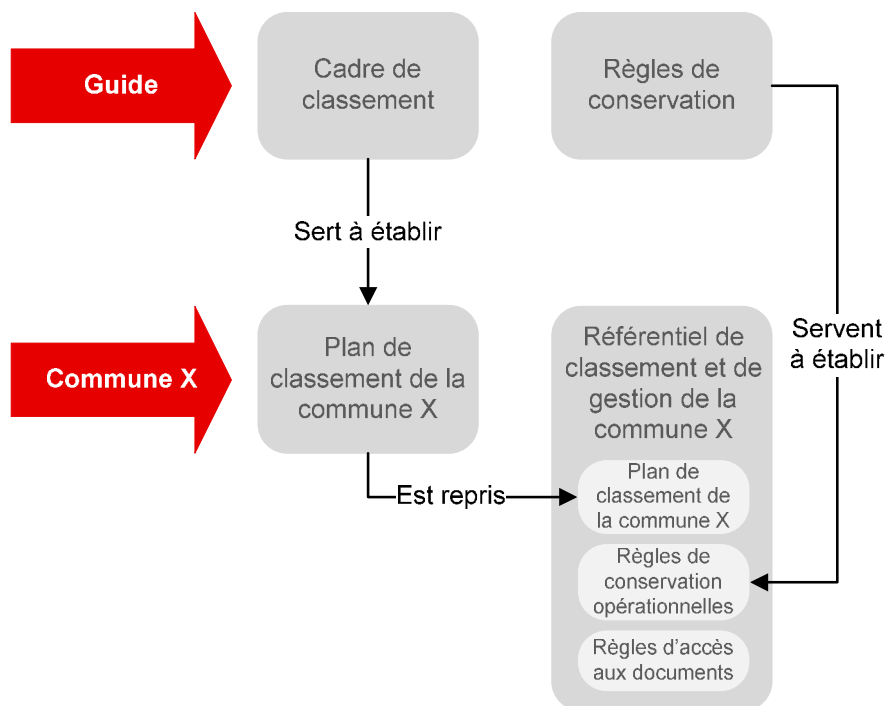 Guide
Cadre de
classement
Règles de
conservation
Sert à établir
Servent
à établir
Commune X
Plan de
classement de la
commune X
Référentiel de
classement et de
gestion de la
commune X
Est repris
Plan de
classement de
la commune X
Règles de
conservation
opérationnelles
Règles d’accès
aux documents